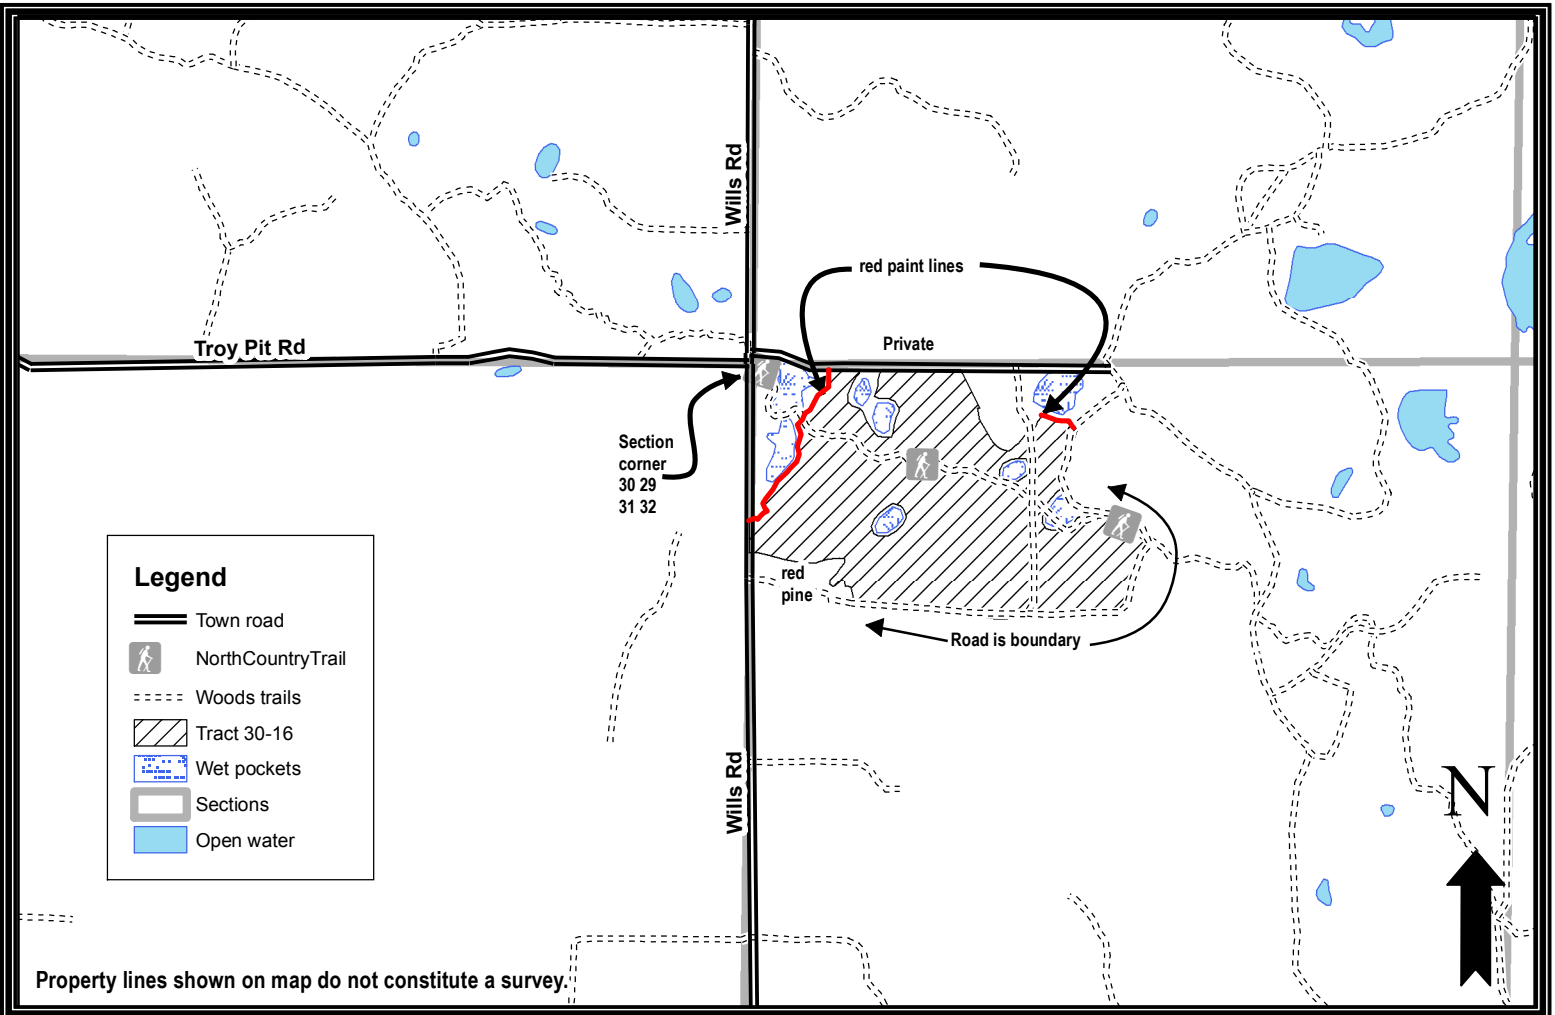 Wills Rd
red paint lines
Private
Troy Pit Rd
Section
corner
30 29
31 32
red
pine
Road is boundary
Legend
Town road
NorthCountryTrail
Woods trails
Tract 30-16
Wet pockets
Sections
Open water
Wills Rd
N
Property lines shown on map do not constitute a survey.